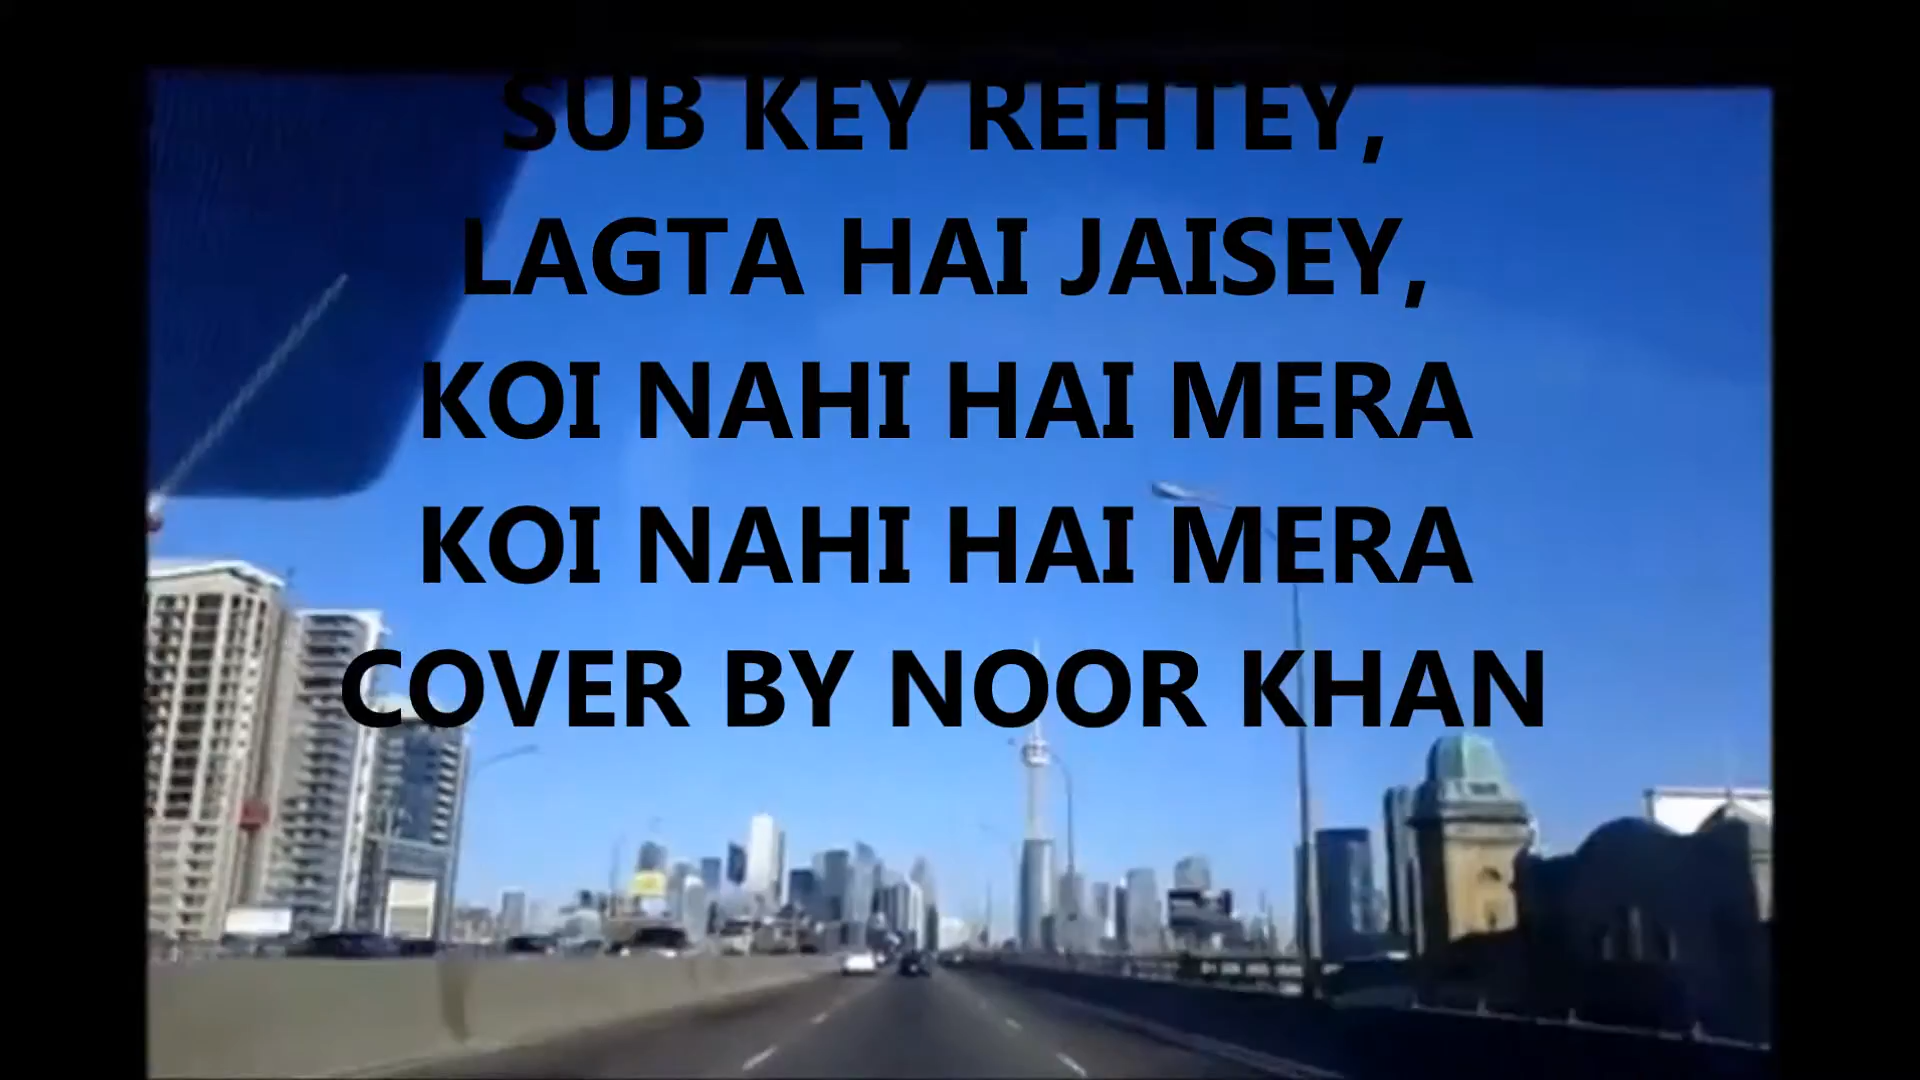 SUB KEY REHTEY,
LAGTA HAI JAISEY,
KOI NAHI HAI MERA
KOI NAHI HAI MERA
COVER BY NOOR KHAN